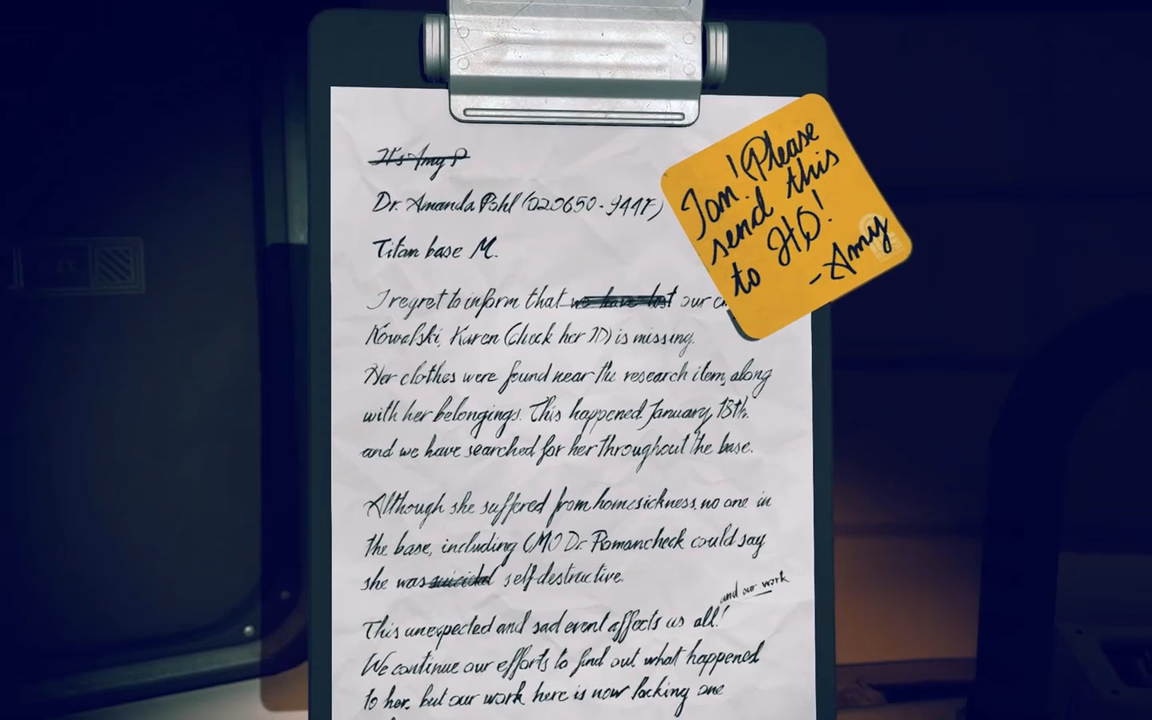 It's Amy P
Dr. Amanda Pohl (020650-944F)
Titan base M.
I regret to inform that we have lost our
Kowalski, Karen (check her ID) is missing.
Her clothes were found near the research item, along
with her belongings. This happened January, 18th.
and we have searched for her throughout the base.
Although she suffered from homesickness, no one in
the base, including CMO Dr. Romancheck could say
she was suicidal self destructive.
and our work
This unexpected and sad event affects us all!
We continue our efforts to find out what happened
to her, but our work here is now lacking one
Ian! Please
send this
to HQ!
-Amy